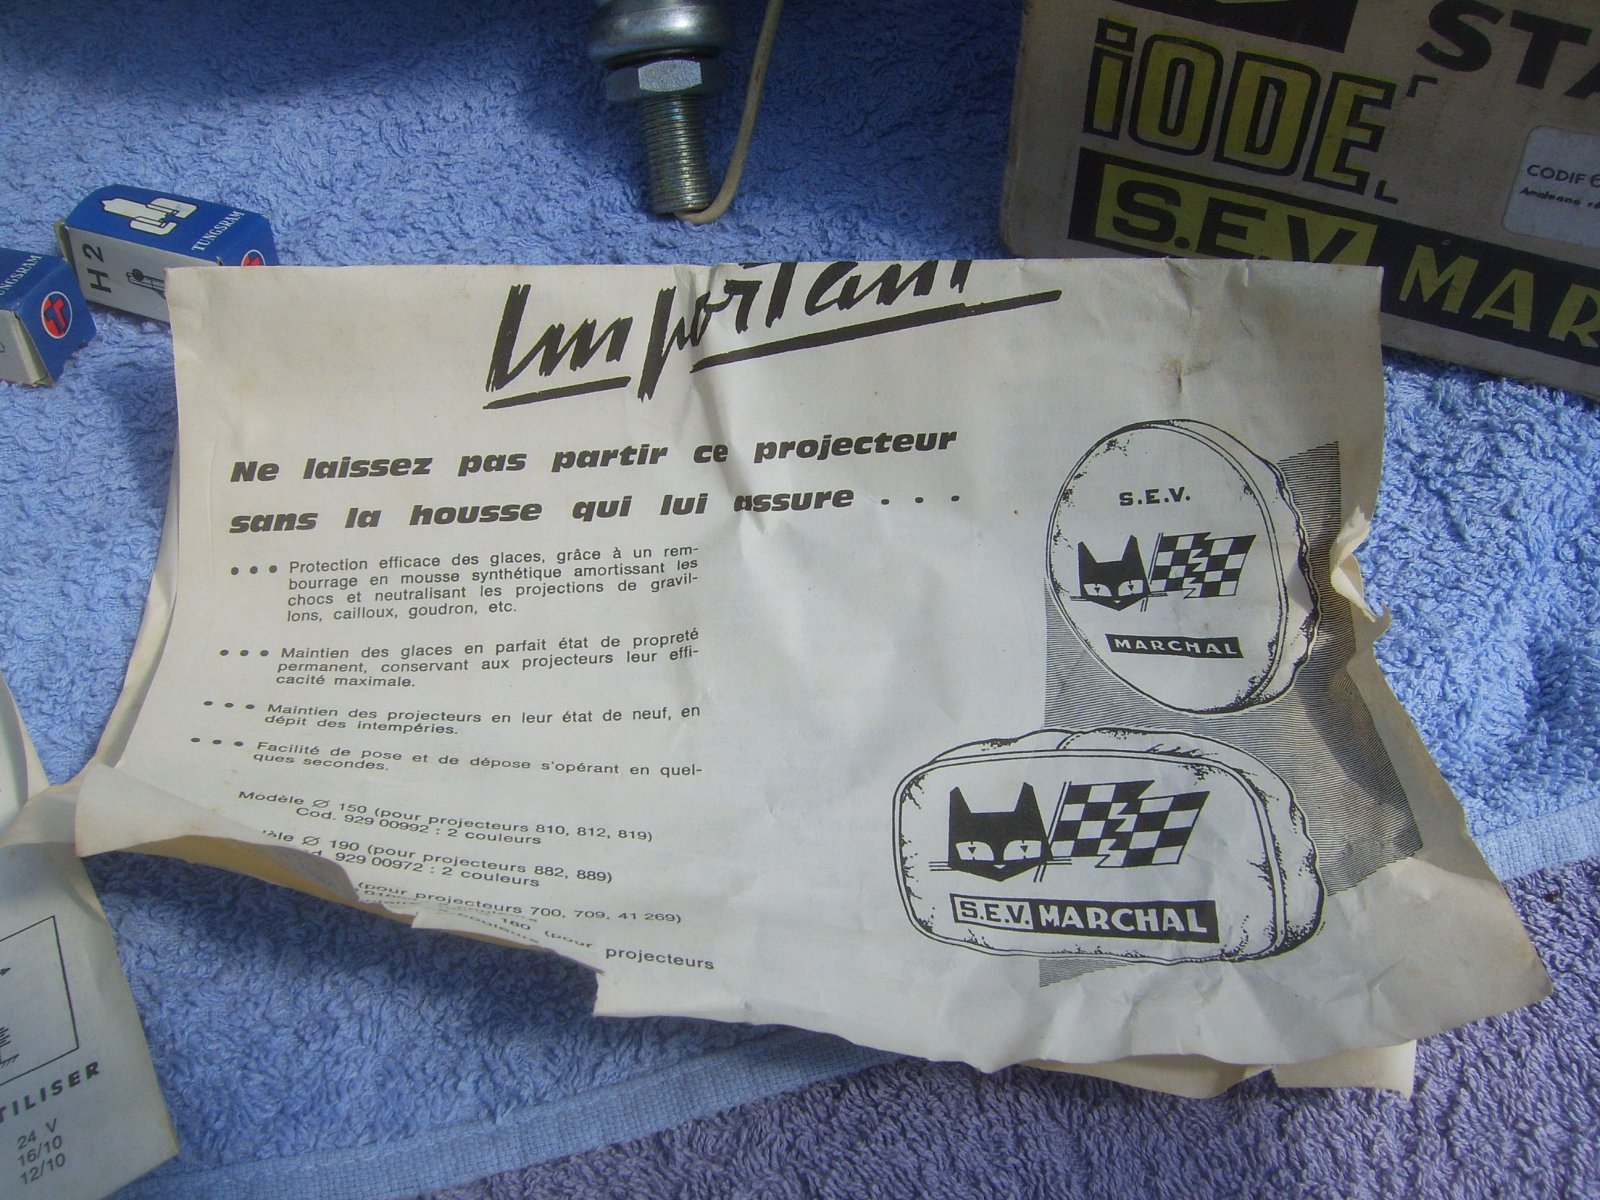 STA
iODE
CODIF 6
S.E.V. MAR
TUNGSRAM
H2
Important
Ne laissez pas partir ce projecteur
sans la housse qui lui assure . . .
••• Protection efficace des glaces, grâce à un rem-
bourrage en mousse synthétique amortissant les
chocs et neutralisant les projections de gravil-
lons, cailloux, goudron, etc.
••• Maintien des glaces en parfait état de propreté
permanent, conservant aux projecteurs leur effi-
cacité maximale.
••• Maintien des projecteurs en leur état de neuf, en
dépit des intempéries.
••• Facilité de pose et de dépose s'opérant en quel-
ques secondes.
Modèle Ø 150 (pour projecteurs 810, 812, 819)
Cod. 929 00992 : 2 couleurs
Ø 190 (pour projecteurs 882, 889)
929 00972 : 2 couleurs
(pour projecteurs 700, 709, 41 269)
180 (pour projecteurs
S.E.V.
MARCHAL
S.E.V. MARCHAL
TILISER
24 V
16/10
12/10